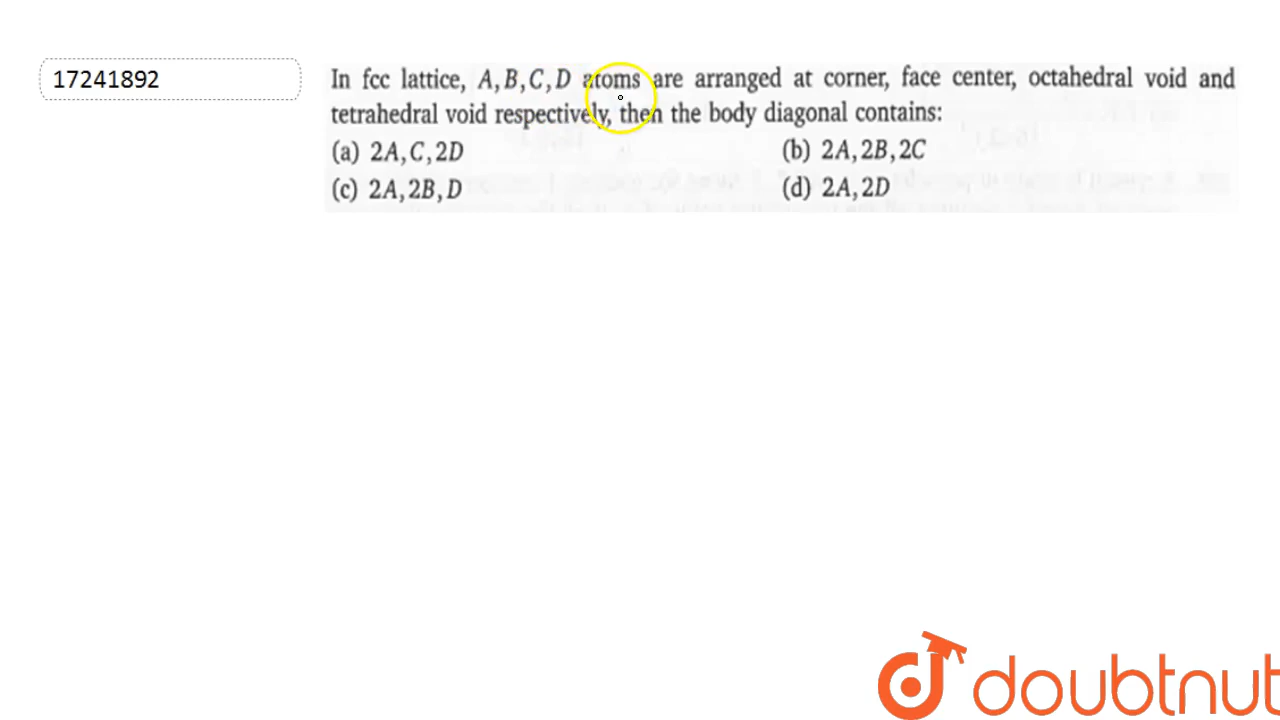 17241892
In fcc lattice, A, B, C, D atoms are arranged at corner, face center, octahedral void and
tetrahedral void respectively, then the body diagonal contains:
(a) 2A, C, 2D
(b) 2A, 2B, 2C
(c) 2A, 2B, D
(d) 2A, 2D
doubtnut